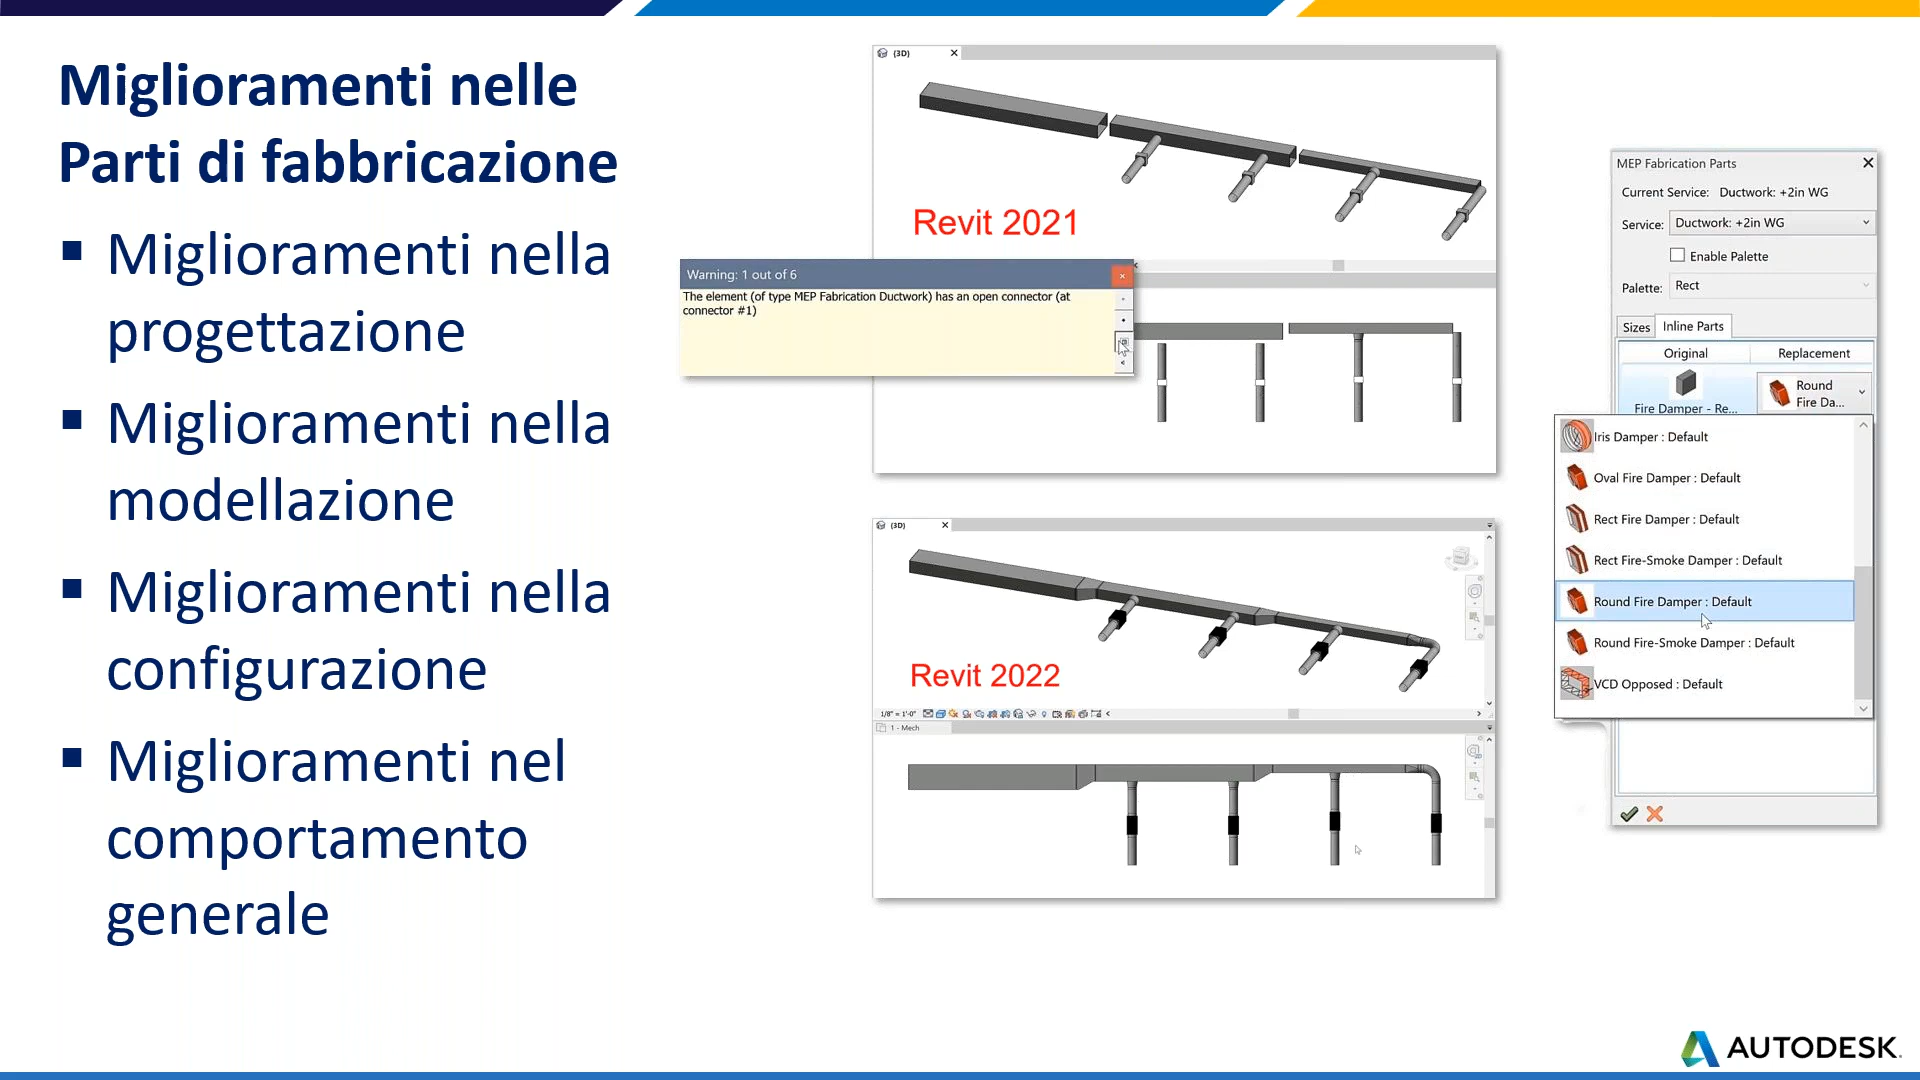 Miglioramenti nelle
Parti di fabbricazione
▪ Miglioramenti nella
progettazione
▪ Miglioramenti nella
modellazione
▪ Miglioramenti nella
configurazione
▪ Miglioramenti nel
comportamento
generale
{3D}
Revit 2021
Warning: 1 out of 6
The element (of type MEP Fabrication Ductwork) has an open connector (at
connector #1)
{3D}
Revit 2022
1/8" = 1'-0"
1 - Mech
MEP Fabrication Parts
Current Service: Ductwork: +2in WG
Service: Ductwork: +2in WG
Enable Palette
Palette: Rect
Sizes Inline Parts
Original Replacement
Fire Damper - Re...
Round
Fire Da...
Iris Damper : Default
Oval Fire Damper : Default
Rect Fire Damper : Default
Rect Fire-Smoke Damper : Default
Round Fire Damper : Default
Round Fire-Smoke Damper : Default
VCD Opposed : Default
AUTODESK.